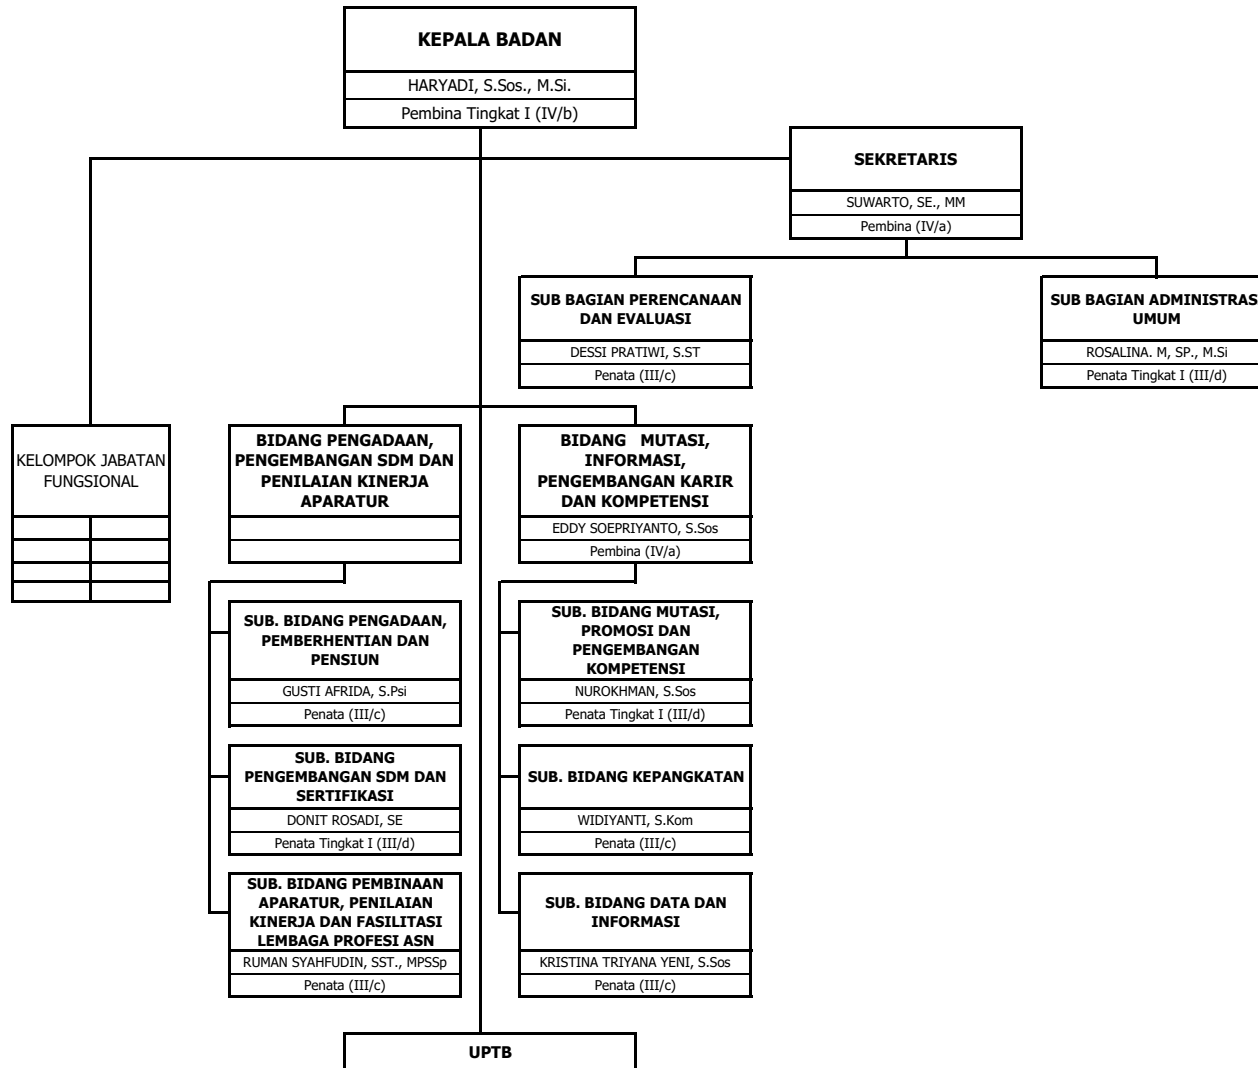 KEPALA BADAN
HARYADI, S.Sos., M.Si.
Pembina Tingkat I (IV/b)
SEKRETARIS
SUWARTO, SE., MM
Pembina (IV/a)
SUB BAGIAN PERENCANAAN
DAN EVALUASI
DESSI PRATIWI, S.ST
Penata (III/c)
SUB BAGIAN ADMINISTRAS
UMUM
ROSALINA. M, SP., M.Si
Penata Tingkat I (III/d)
KELOMPOK JABATAN
FUNGSIONAL
BIDANG PENGADAAN,
PENGEMBANGAN SDM DAN
PENILAIAN KINERJA
APARATUR
BIDANG MUTASI,
INFORMASI,
PENGEMBANGAN KARIR
DAN KOMPETENSI
EDDY SOEPRIYANTO, S.Sos
Pembina (IV/a)
SUB. BIDANG PENGADAAN,
PEMBERHENTIAN DAN
PENSIUN
GUSTI AFRIDA, S.Psi
Penata (III/c)
SUB. BIDANG MUTASI,
PROMOSI DAN
PENGEMBANGAN
KOMPETENSI
NUROKHMAN, S.Sos
Penata Tingkat I (III/d)
SUB. BIDANG
PENGEMBANGAN SDM DAN
SERTIFIKASI
DONIT ROSADI, SE
Penata Tingkat I (III/d)
SUB. BIDANG KEPANGKATAN
WIDIYANTI, S.Kom
Penata (III/c)
SUB. BIDANG PEMBINAAN
APARATUR, PENILAIAN
KINERJA DAN FASILITASI
LEMBAGA PROFESI ASN
RUMAN SYAHFUDIN, SST., MPSSp
Penata (III/c)
SUB. BIDANG DATA DAN
INFORMASI
KRISTINA TRIYANA YENI, S.Sos
Penata (III/c)
UPTB